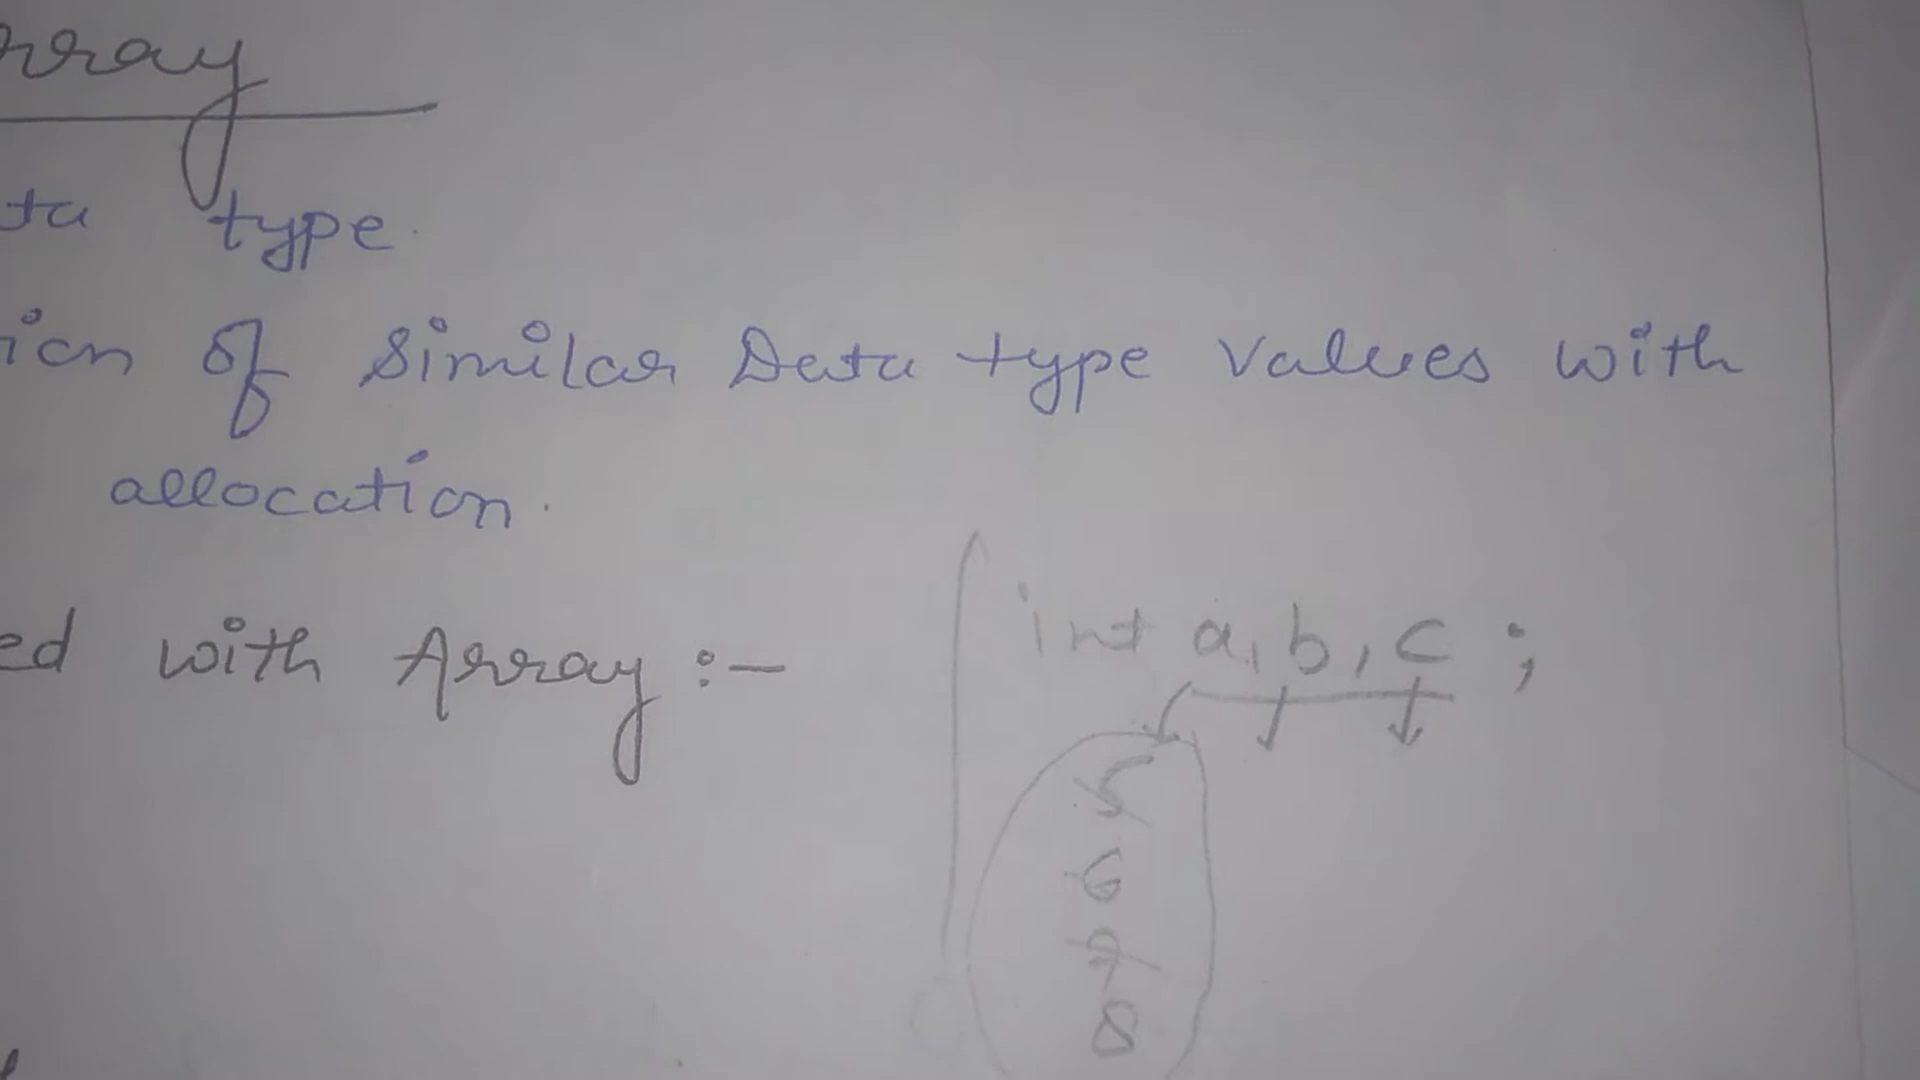 rray
ta type.
ion of Similar Data type Values with
allocation.
ed with Array :-
int a, b, c ;
5
6
7
8